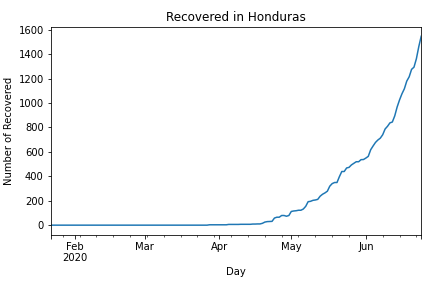 Recovered in Honduras
Number of Recovered
1600
1400
1200
1000
800
600
400
200
0
Feb
2020
Mar
Apr
May
Jun
Day